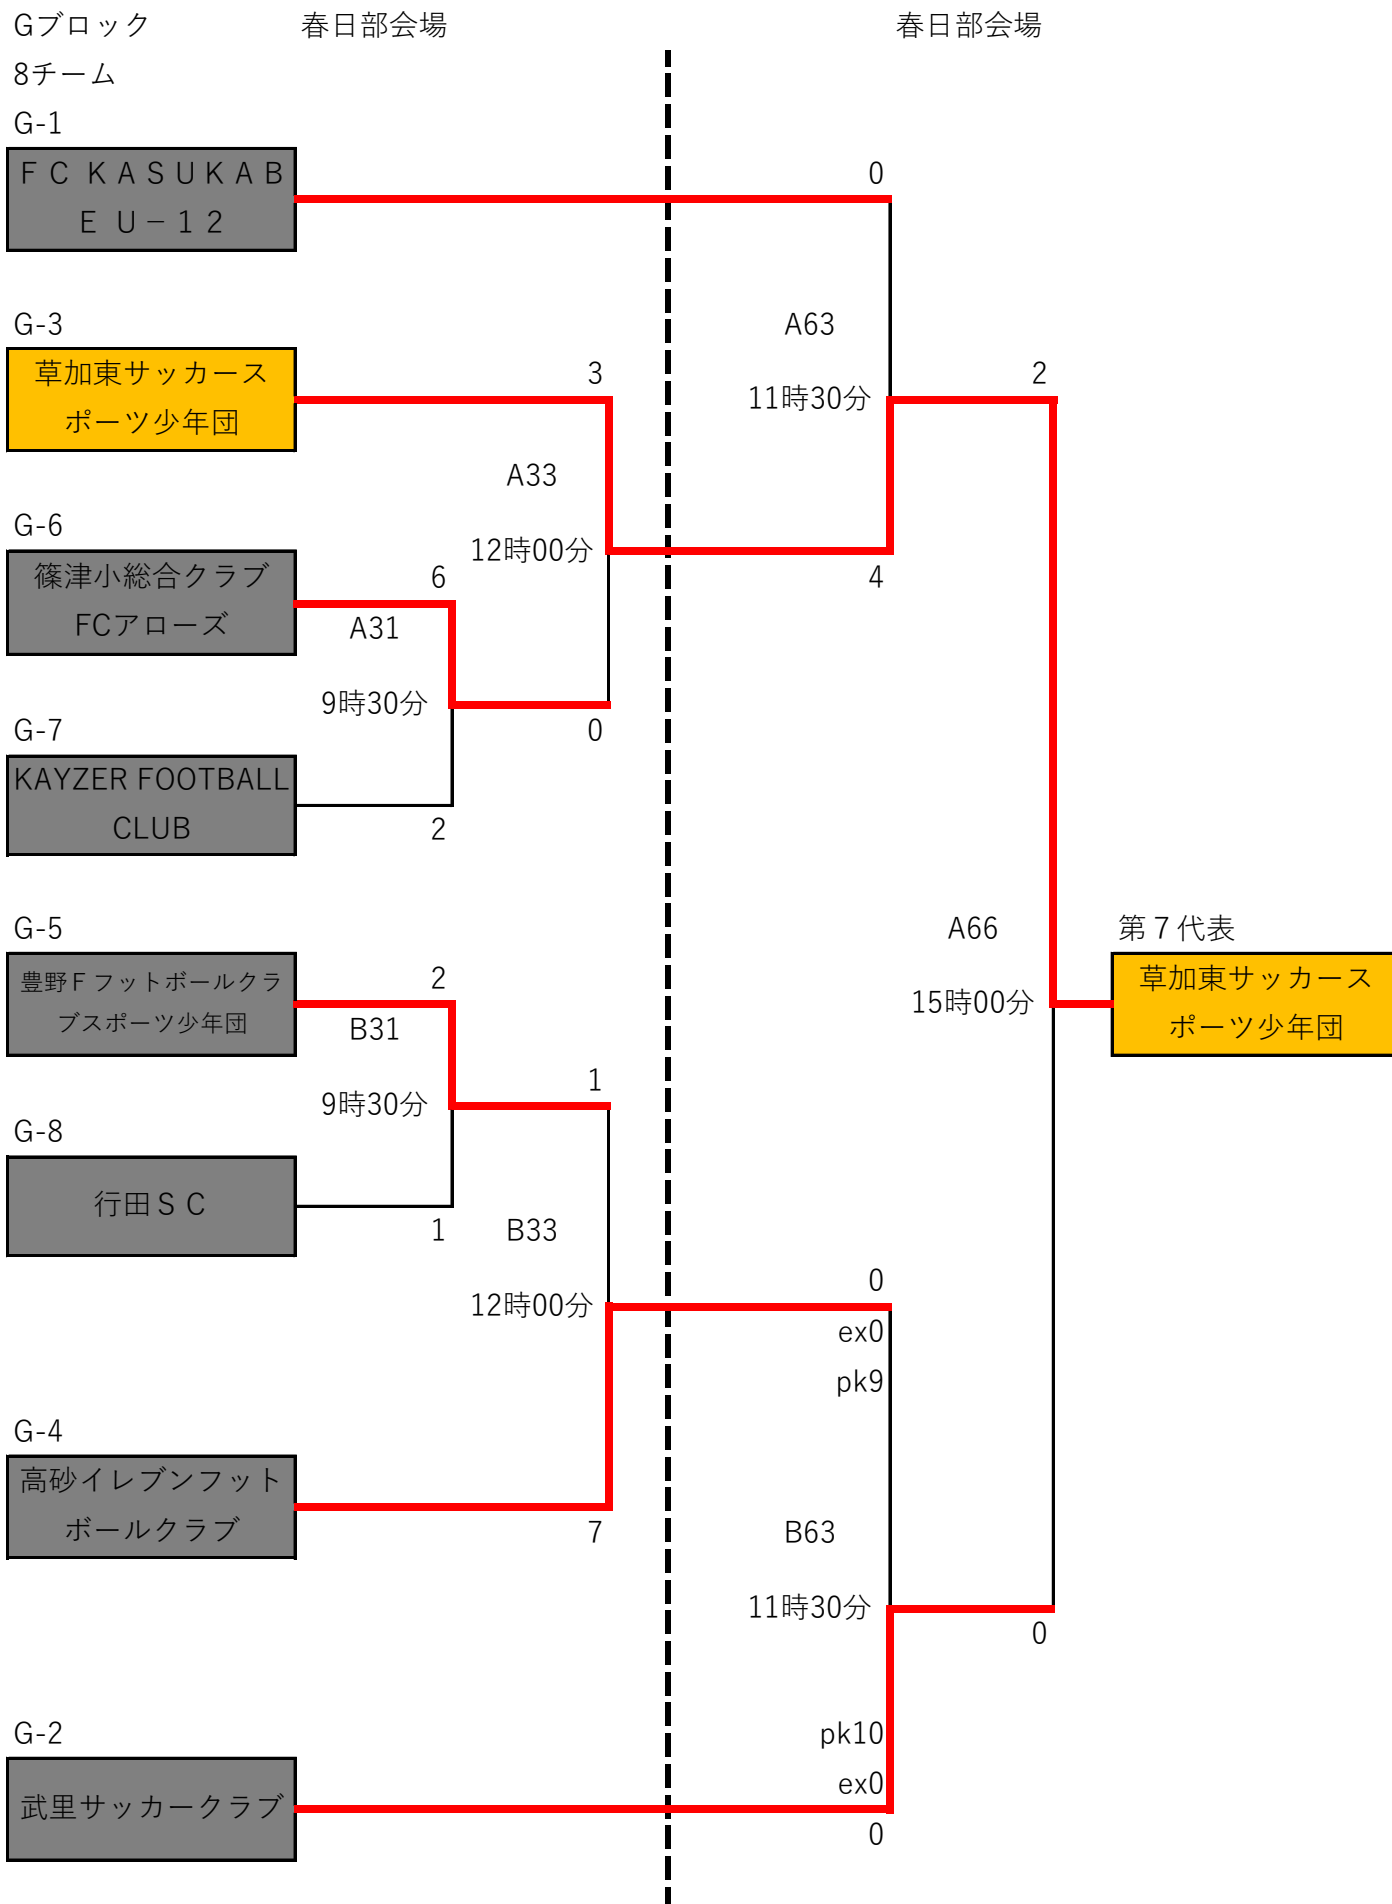 Gブロック
春日部会場
春日部会場
8チーム
G-1
ＦＣＫＡＳＵＫＡＢ
ＥＵ－１２
0
G-3
草加東サッカース
ポーツ少年団
3
A63
11時30分
2
A33
12時00分
G-6
篠津小総合クラブ
FCアローズ
6
A31
9時30分
4
0
G-7
KAYZER FOOTBALL
CLUB
2
G-5
豊野Ｆフットボールクラ
ブスポーツ少年団
2
B31
9時30分
1
A66
15時00分
第７代表
草加東サッカース
ポーツ少年団
G-8
行田ＳＣ
1
B33
12時00分
0
ex0
pk9
G-4
高砂イレブンフット
ボールクラブ
7
B63
11時30分
0
G-2
武里サッカークラブ
pk10
ex0
0